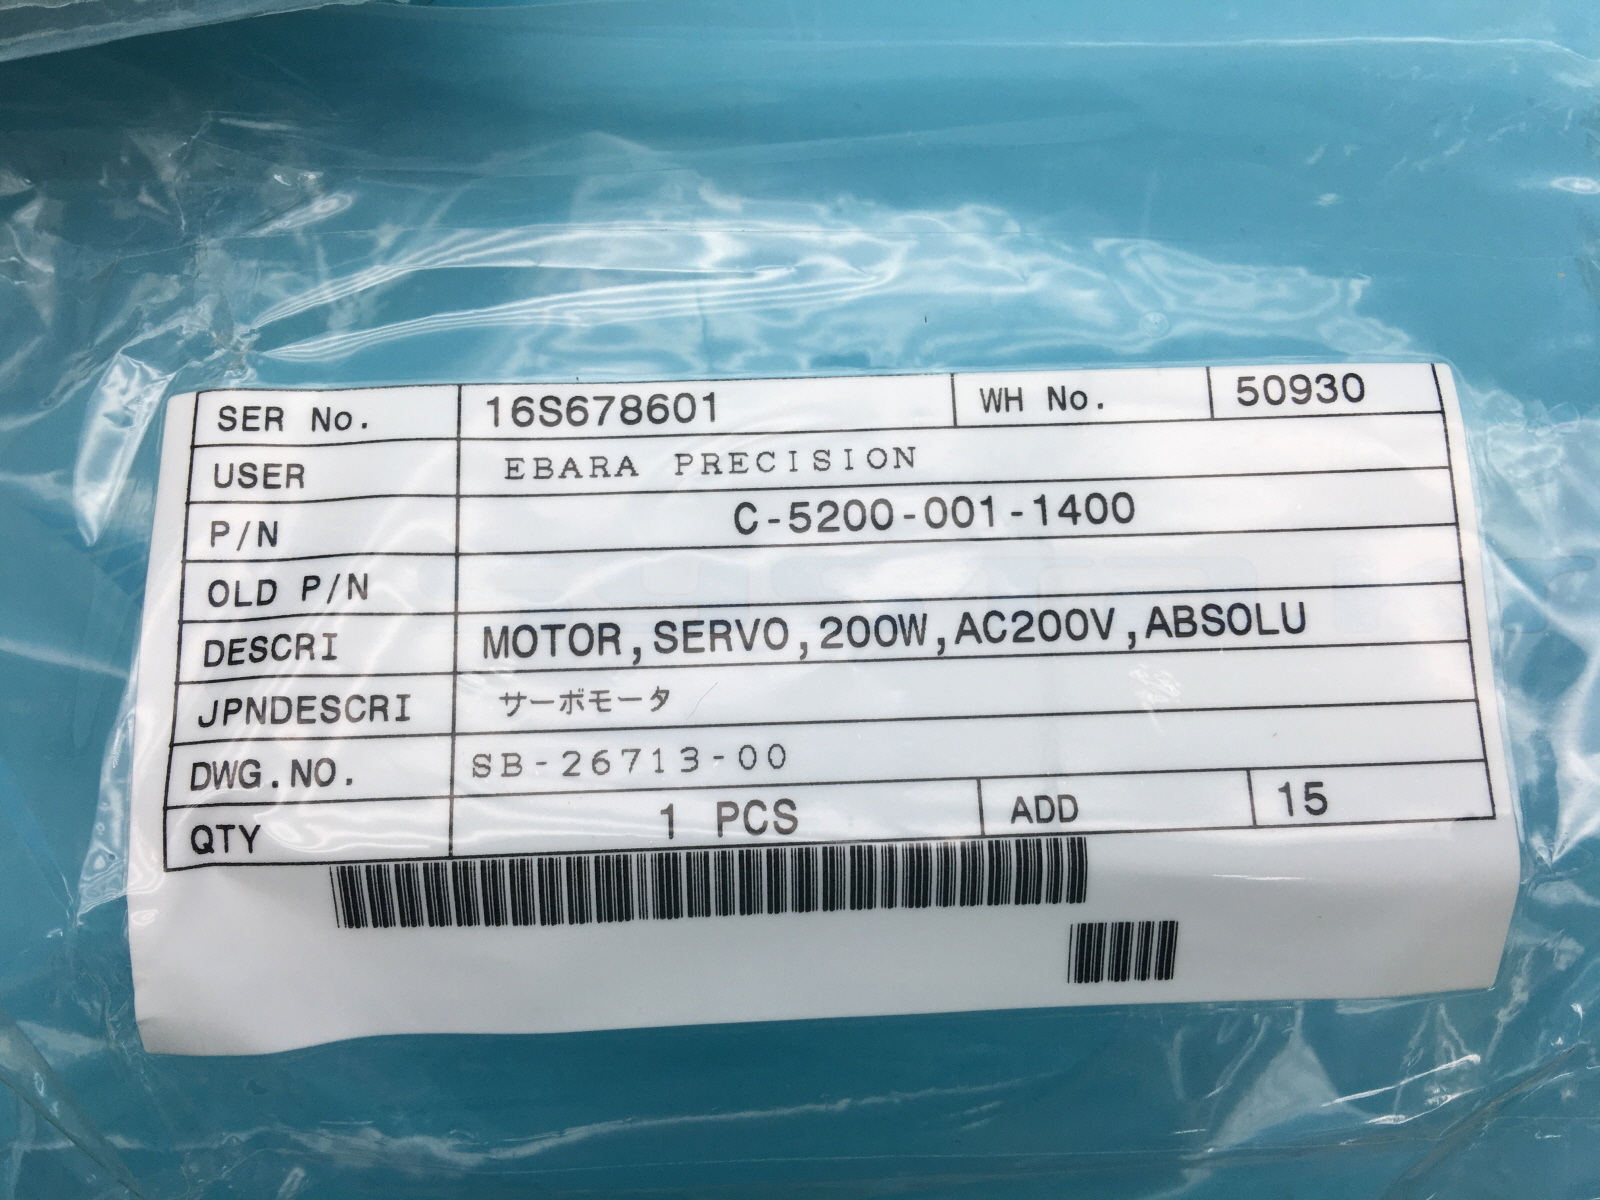 SER No. 16S678601 WH No. 50930
USER EBARA PRECISION
P/N C-5200-001-1400
OLD P/N
DESCRI MOTOR,SERVO,200W,AC200V,ABSOLU
JPNDESCRI サーボモータ
DWG.NO. SB-26713-00
QTY 1 PCS ADD 15